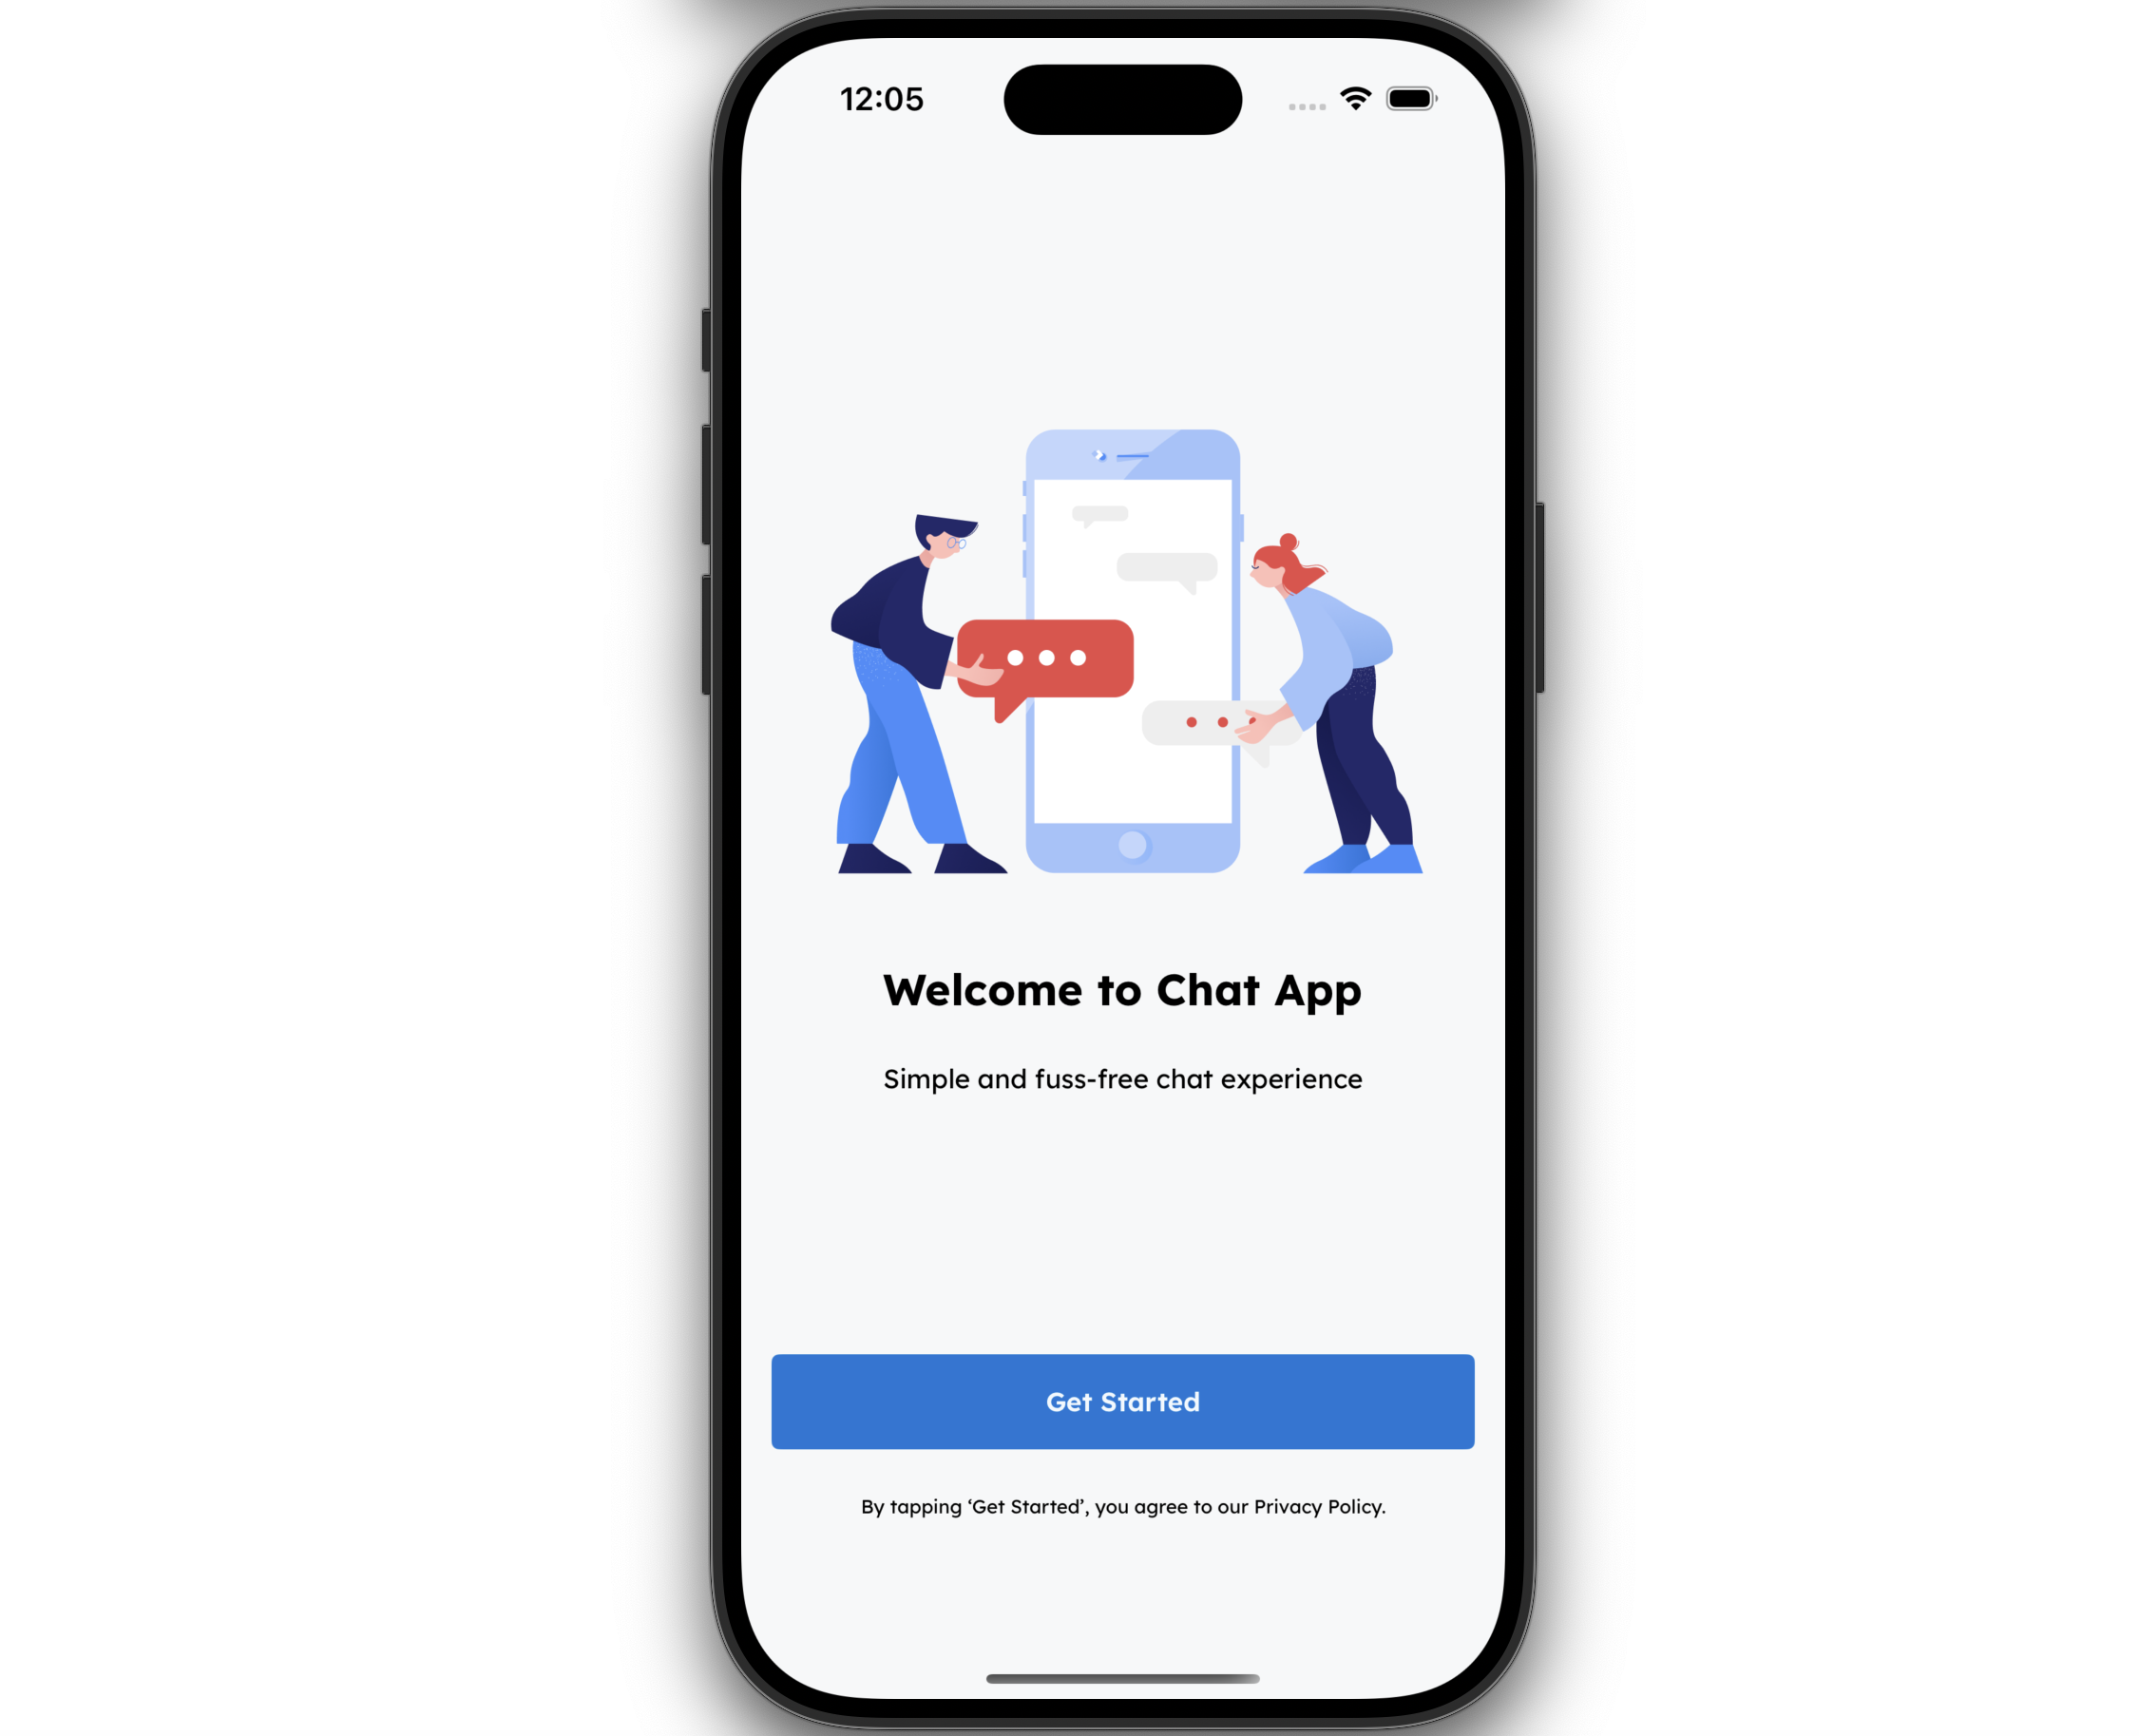 12:05
Welcome to Chat App
Simple and fuss-free chat experience
Get Started
By tapping ‘Get Started’, you agree to our Privacy Policy.